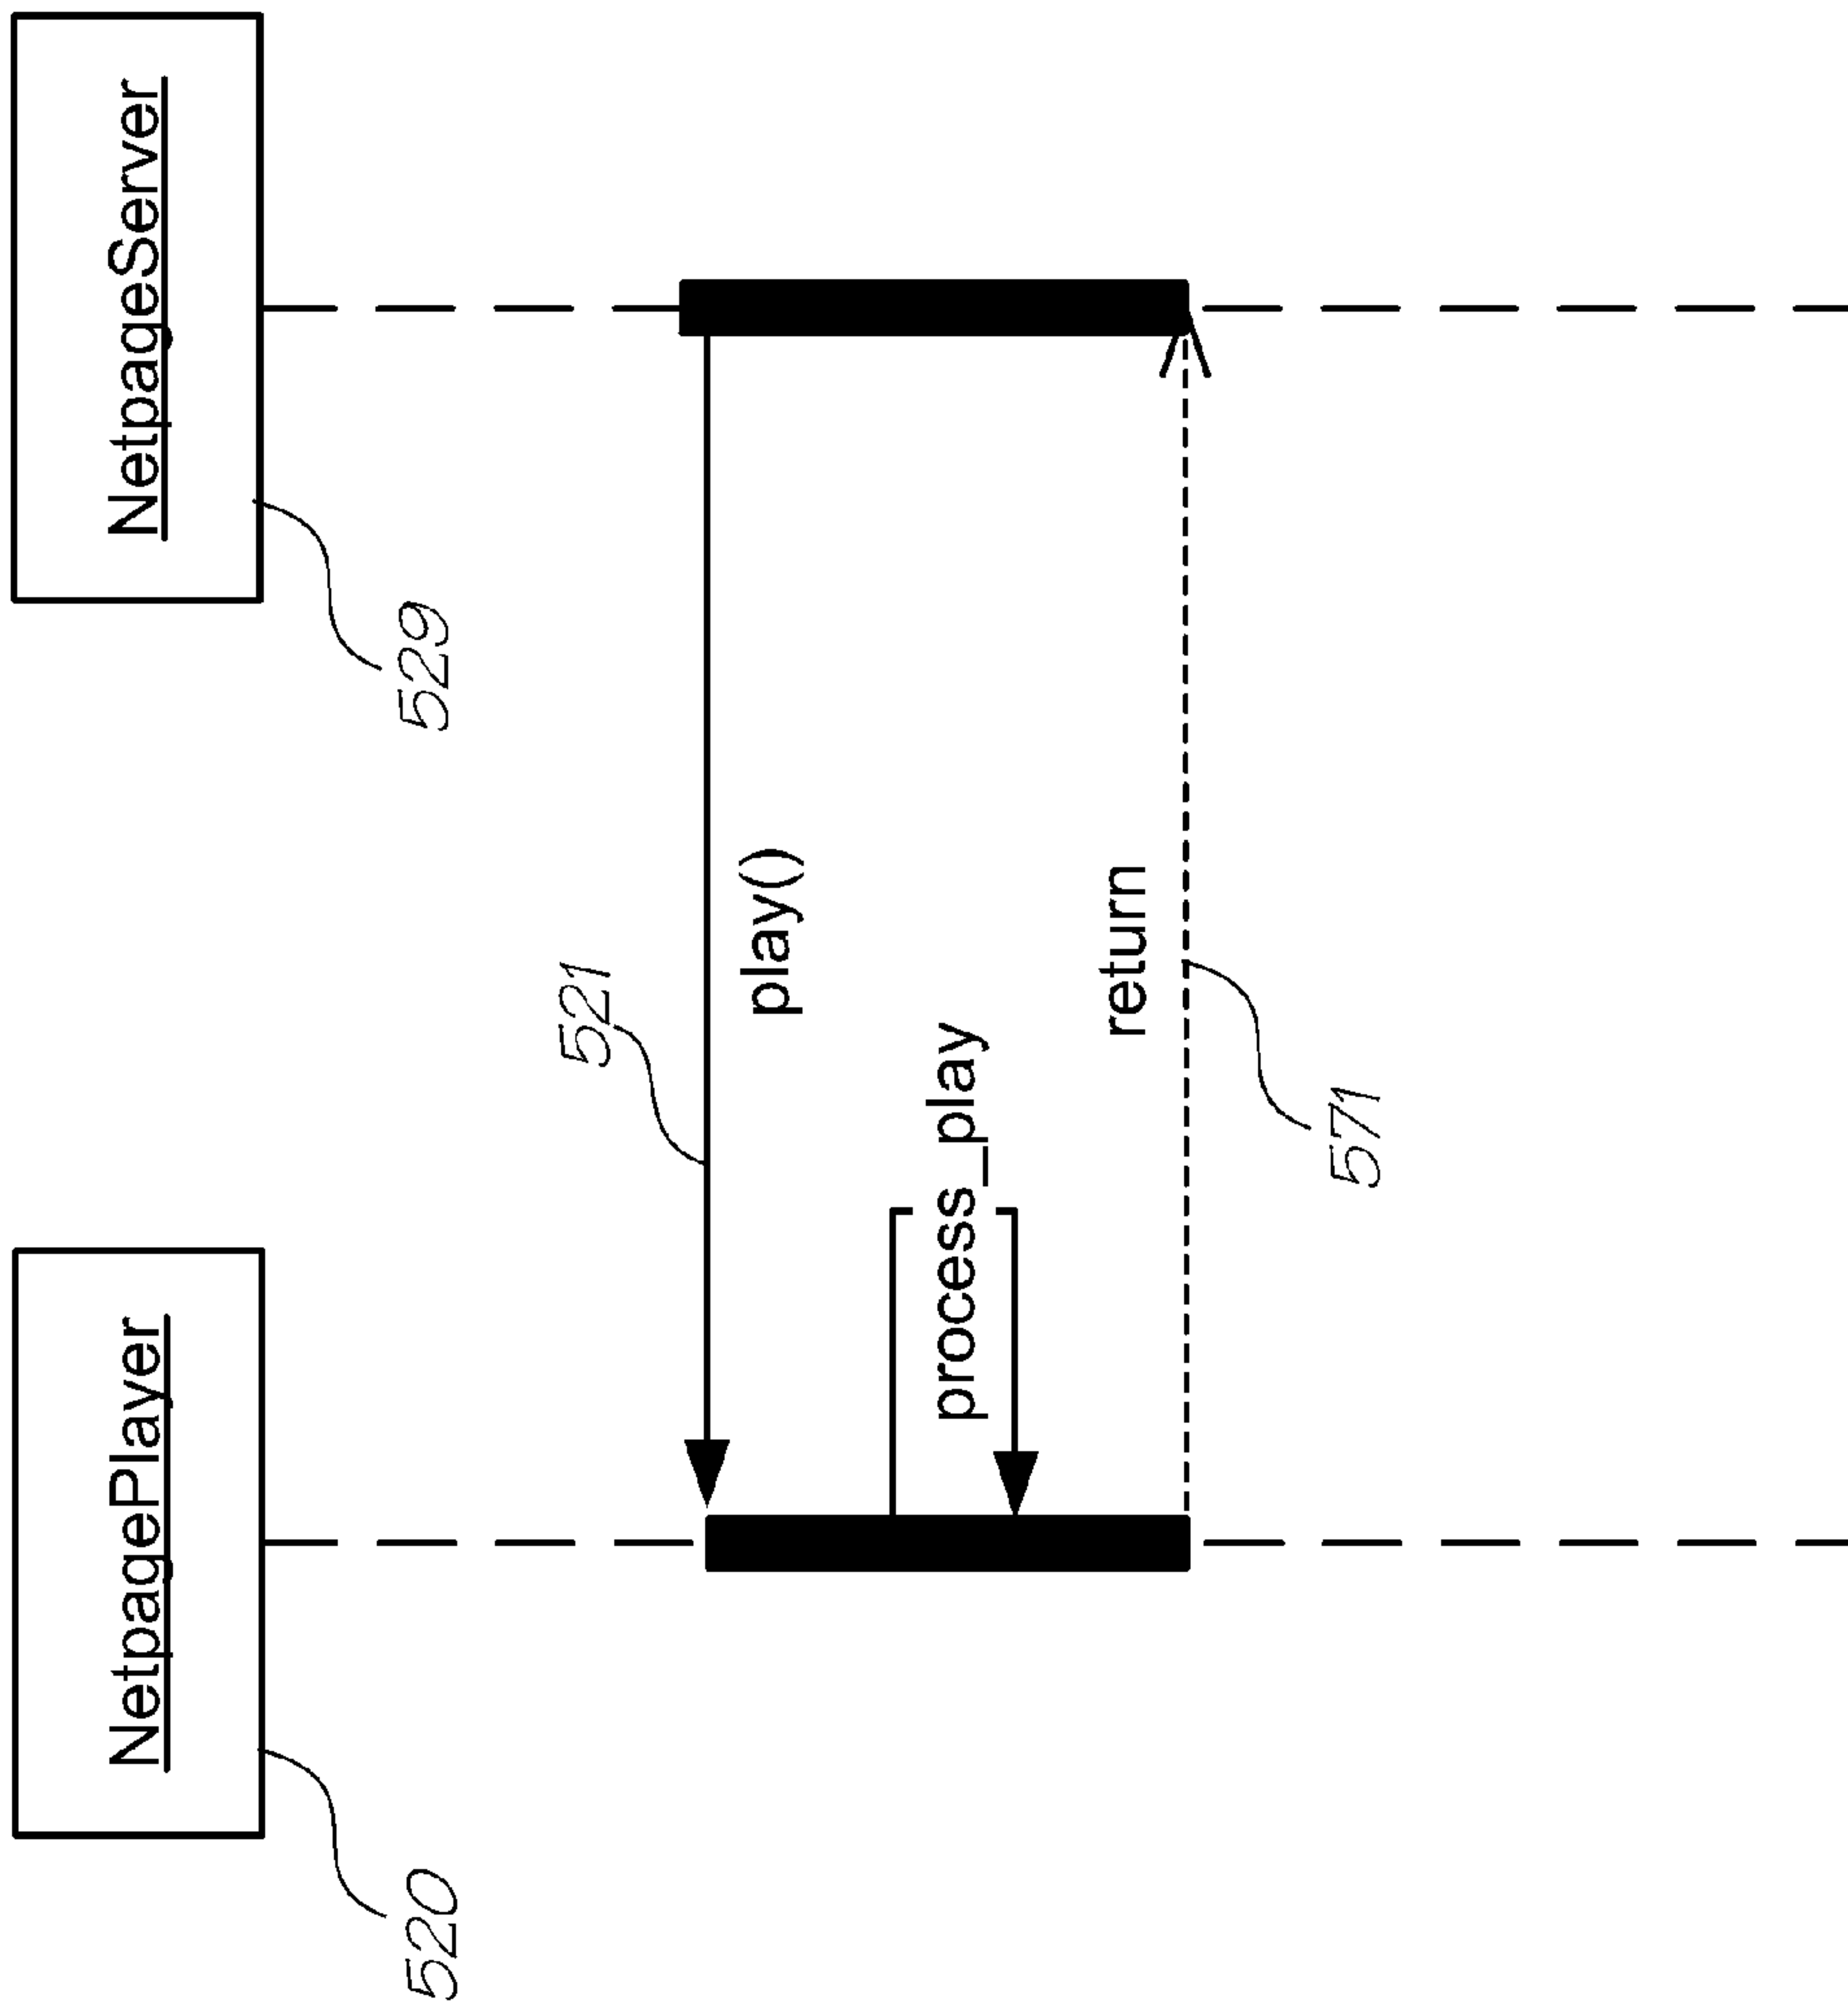 NetpagePlayer
NetpageServer
520
529
521
play()
process_play
return
571